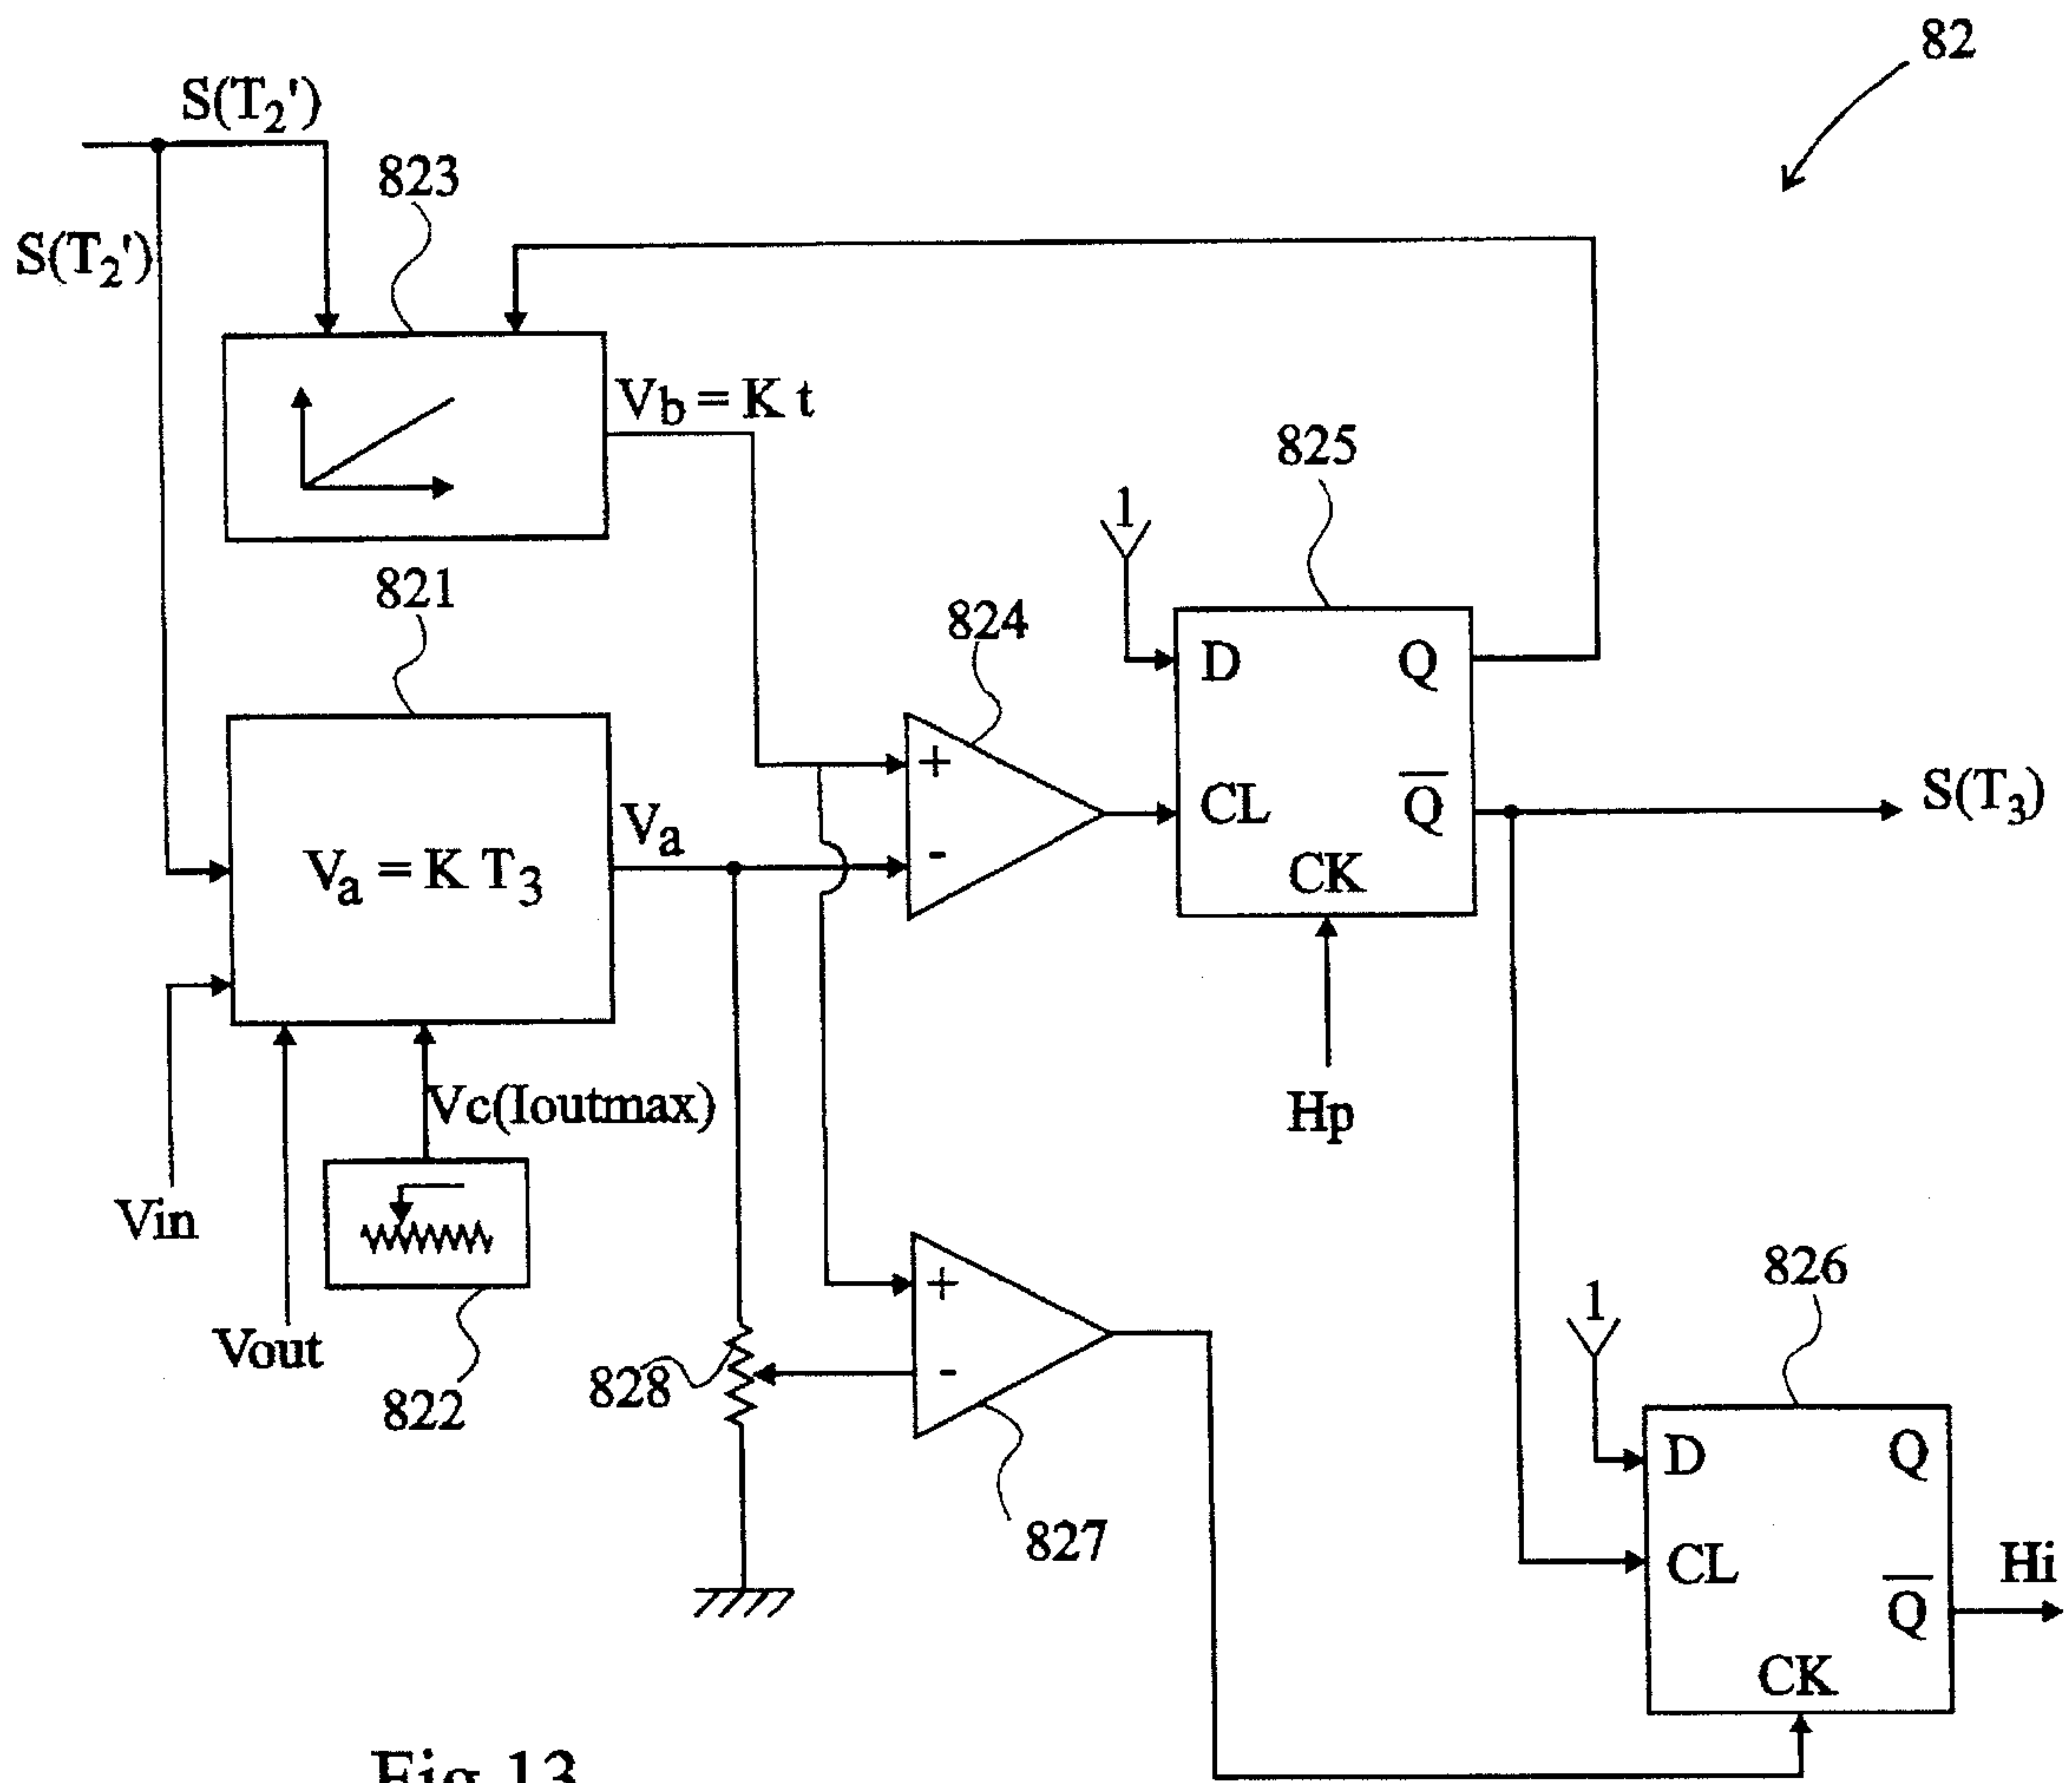 82
S(T2')
823
S(T2')
Vb = K t
825
1
821
824
D
Q
+
CL
Q
S(T3)
Va
-
Va = K T3
CK
Vc(Ioutmax)
Hp
Vin
826
+
1
Vout
828
-
822
D
Q
827
CL
Hi
Q
CK
Fig 13